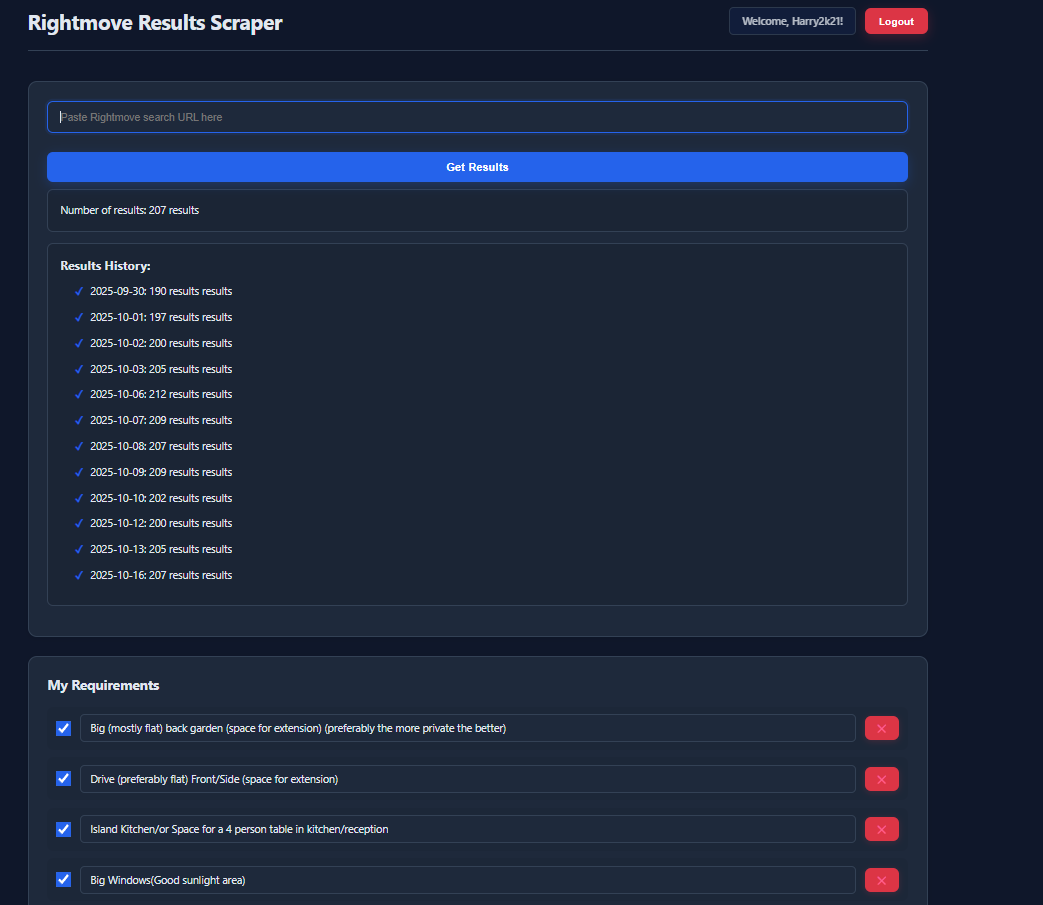 Rightmove Results Scraper
Welcome, Harry2k21!
Logout
Paste Rightmove search URL here
Get Results
Number of results: 207 results
Results History:
✓ 2025-09-30: 190 results results
✓ 2025-10-01: 197 results results
✓ 2025-10-02: 200 results results
✓ 2025-10-03: 205 results results
✓ 2025-10-06: 212 results results
✓ 2025-10-07: 209 results results
✓ 2025-10-08: 207 results results
✓ 2025-10-09: 209 results results
✓ 2025-10-10: 202 results results
✓ 2025-10-12: 200 results results
✓ 2025-10-13: 205 results results
✓ 2025-10-16: 207 results results
My Requirements
Big (mostly flat) back garden (space for extension) (preferably the more private the better)
Drive (preferably flat) Front/Side (space for extension)
Island Kitchen/or Space for a 4 person table in kitchen/reception
Big Windows(Good sunlight area)